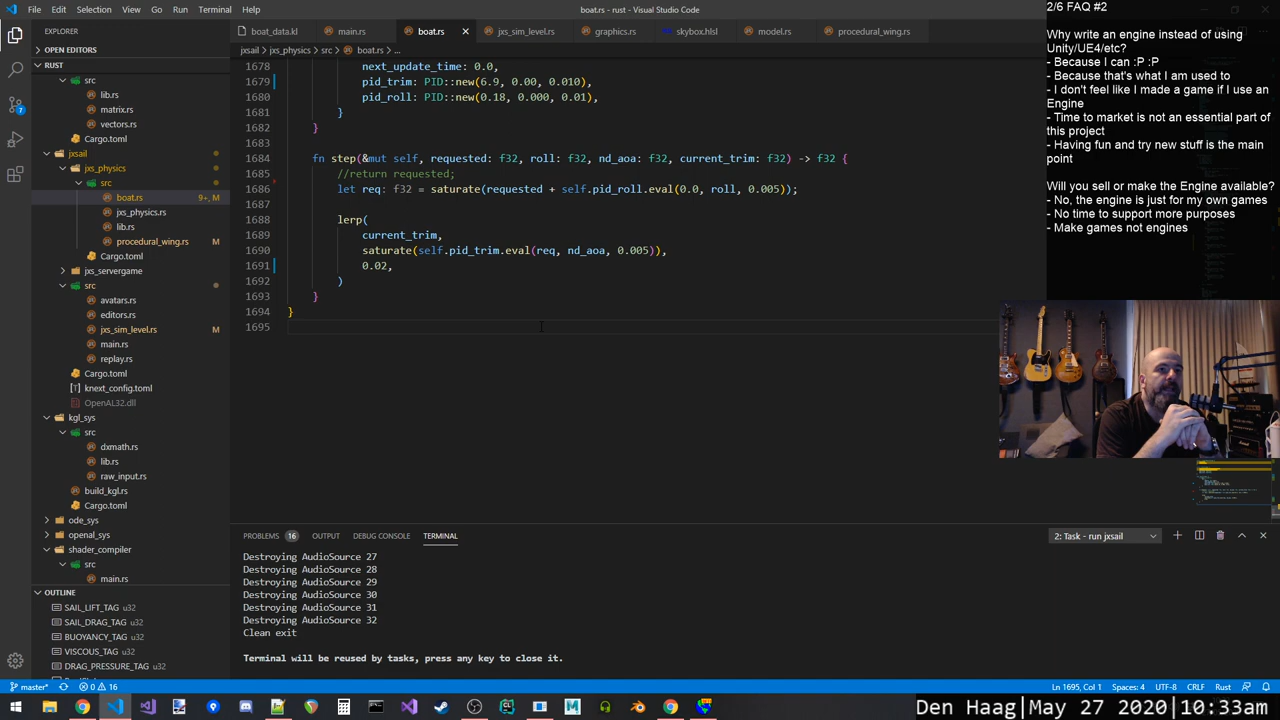 File Edit Selection View Go Run Terminal Help
boat.rs - rust - Visual Studio Code
EXPLORER
OPEN EDITORS
RUST
src
lib.rs
matrix.rs
vectors.rs
Cargo.toml
jxsail
jxs_physics
src
boat.rs 9+, M
jxs_physics.rs
lib.rs
procedural_wing.rs M
Cargo.toml
jxs_servergame
src
avatars.rs
editors.rs
jxs_sim_level.rs M
main.rs
replay.rs
Cargo.toml
knext_config.toml
OpenAL32.dll
kgl_sys
src
dxmath.rs
lib.rs
raw_input.rs
build_kgl.rs
Cargo.toml
ode_sys
openal_sys
shader_compiler
src
main.rs
OUTLINE
SAIL_LIFT_TAG u32
SAIL_DRAG_TAG u32
BUOYANCY_TAG u32
VISCOUS_TAG u32
DRAG_PRESSURE_TAG u32
boat_data.kl main.rs boat.rs jxs_sim_level.rs graphics.rs skybox.hlsl model.rs procedural_wing.rs
jxsail > jxs_physics > src > boat.rs > ...
1678 next_update_time: 0.0,
1679 pid_trim: PID::new(6.9, 0.00, 0.010),
1680 pid_roll: PID::new(0.18, 0.000, 0.01),
1681 }
1682 }
1683
1684 fn step(&mut self, requested: f32, roll: f32, nd_aoa: f32, current_trim: f32) -> f32 {
1685 //return requested;
1686 let req: f32 = saturate(requested + self.pid_roll.eval(0.0, roll, 0.005));
1687
1688 lerp(
1689 current_trim,
1690 saturate(self.pid_trim.eval(req, nd_aoa, 0.005)),
1691 0.02,
1692 )
1693 }
1694 }
1695
PROBLEMS 16 OUTPUT DEBUG CONSOLE TERMINAL
2: Task - run jxsail
Destroying AudioSource 27
Destroying AudioSource 28
Destroying AudioSource 29
Destroying AudioSource 30
Destroying AudioSource 31
Destroying AudioSource 32
Clean exit
Terminal will be reused by tasks, press any key to close it.
2/6 FAQ #2
Why write an engine instead of using
Unity/UE4/etc?
- Because I can :P :P
- Because that's what I am used to
- I don't feel like I made a game if I use an
Engine
- Time to market is not an essential part of
this project
- Having fun and try new stuff is the main
point
Will you sell or make the Engine available?
- No, the engine is just for my own games
- No time to support more purposes
- Make games not engines
master* 0 16
Ln 1695, Col 1 Spaces: 4 UTF-8 CRLF Rust
7
Den Haag|May 27 2020|10:33am